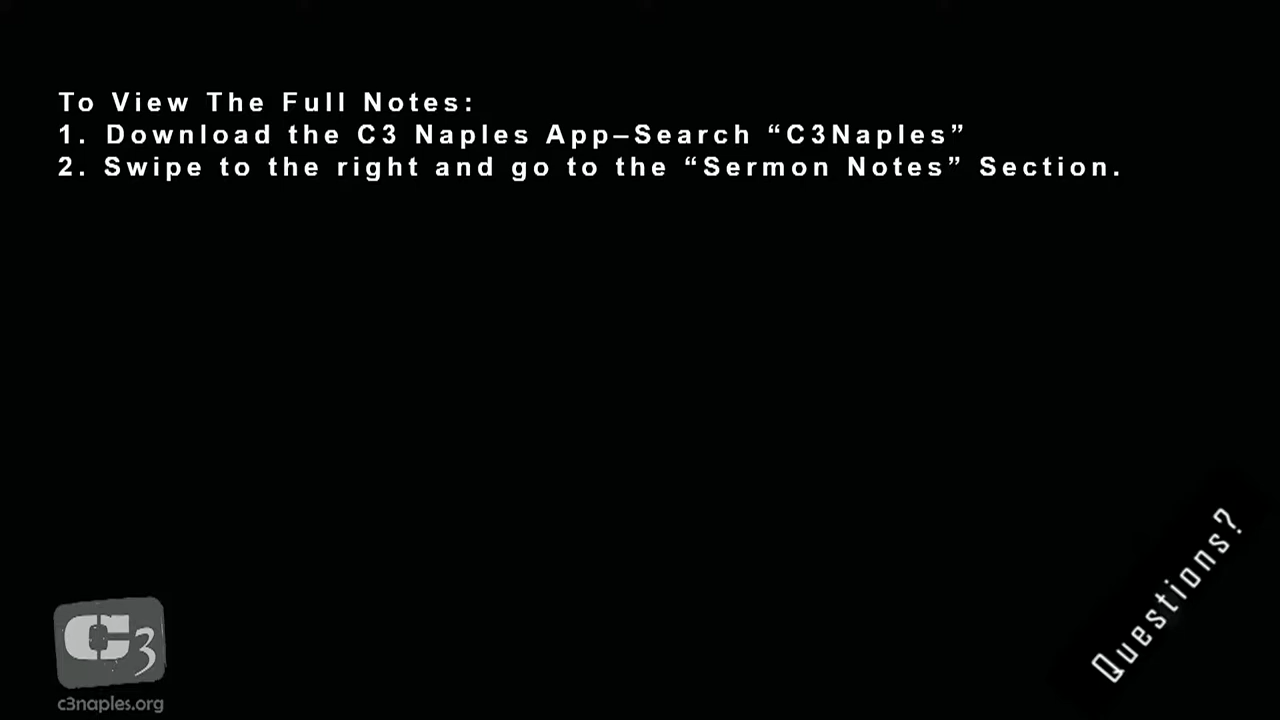 To View The Full Notes:
1. Download the C3 Naples App–Search “C3Naples”
2. Swipe to the right and go to the “Sermon Notes” Section.
Questions?
C3
c3naples.org